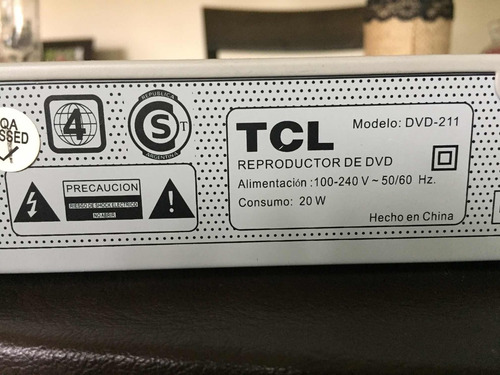 QA
SSED
4
REPUBLICA
S
T
ARGENTINA
PRECAUCION
RIESGO DE SHOCK ELECTRICO
NO ABRIR
TCL
Modelo: DVD-211
REPRODUCTOR DE DVD
Alimentación :100-240 V ~ 50/60 Hz.
Consumo: 20 W
Hecho en China